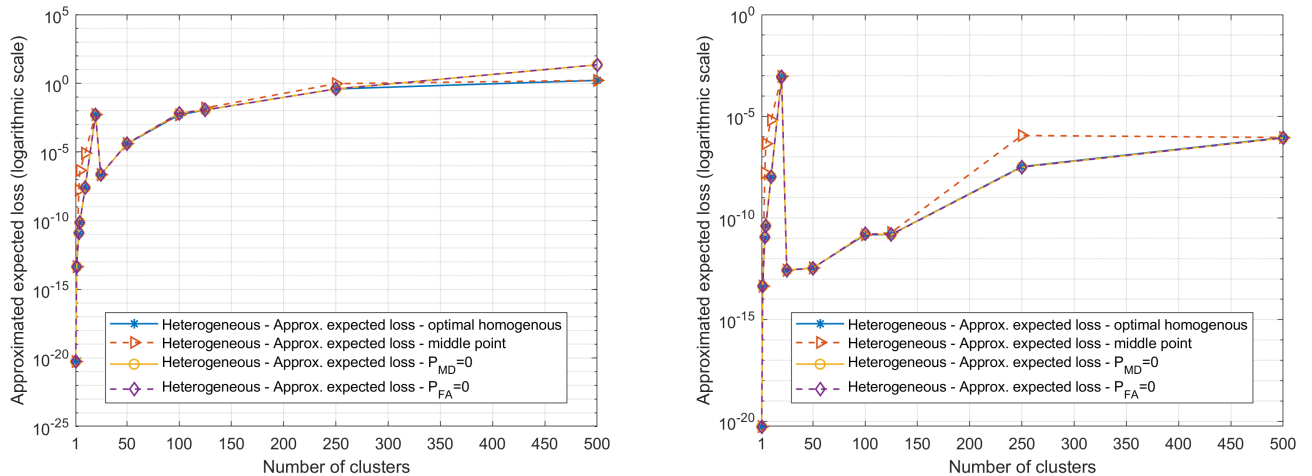 Approximated expected loss (logarithmic scale)
10^5
10^0
10^-5
10^-10
10^-15
10^-20
10^-25
Heterogeneous - Approx. expected loss - optimal homogenous
Heterogeneous - Approx. expected loss - middle point
Heterogeneous - Approx. expected loss - P_MD=0
Heterogeneous - Approx. expected loss - P_FA=0
1 50 100 150 200 250 300 350 400 450 500
Number of clusters
Approximated expected loss (logarithmic scale)
10^0
10^-5
10^-10
10^-15
10^-20
Heterogeneous - Approx. expected loss - optimal homogenous
Heterogeneous - Approx. expected loss - middle point
Heterogeneous - Approx. expected loss - P_MD=0
Heterogeneous - Approx. expected loss - P_FA=0
1 50 100 150 200 250 300 350 400 450 500
Number of clusters